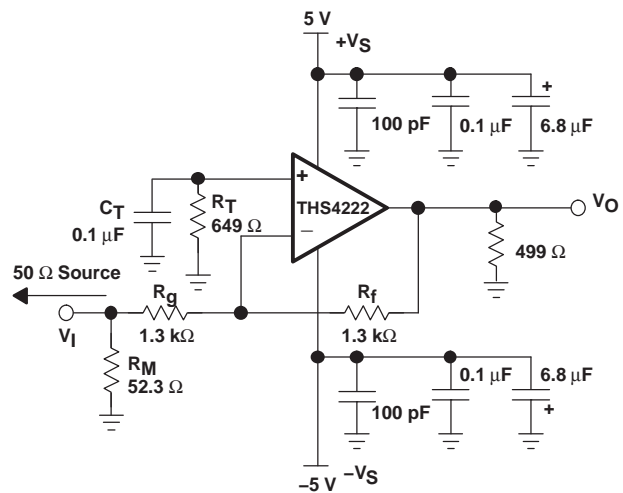 5 V
+VS
+
100 pF
0.1 µF
6.8 µF
+
THS4222
−
CT
0.1 µF
RT
649 Ω
VO
499 Ω
50 Ω Source
VI
Rg
1.3 kΩ
Rf
1.3 kΩ
RM
52.3 Ω
100 pF
0.1 µF
6.8 µF
+
−5 V
−VS